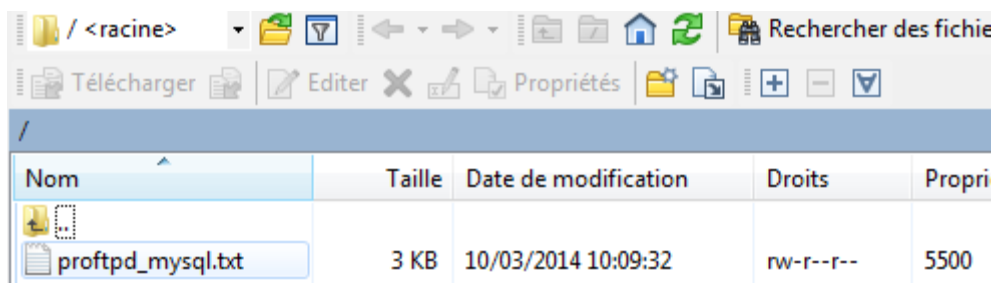 / <racine> Rechercher des fichie
Télécharger Editer Propriétés
/
Nom Taille Date de modification Droits Propri
..
proftpd_mysql.txt 3 KB 10/03/2014 10:09:32 rw-r--r-- 5500